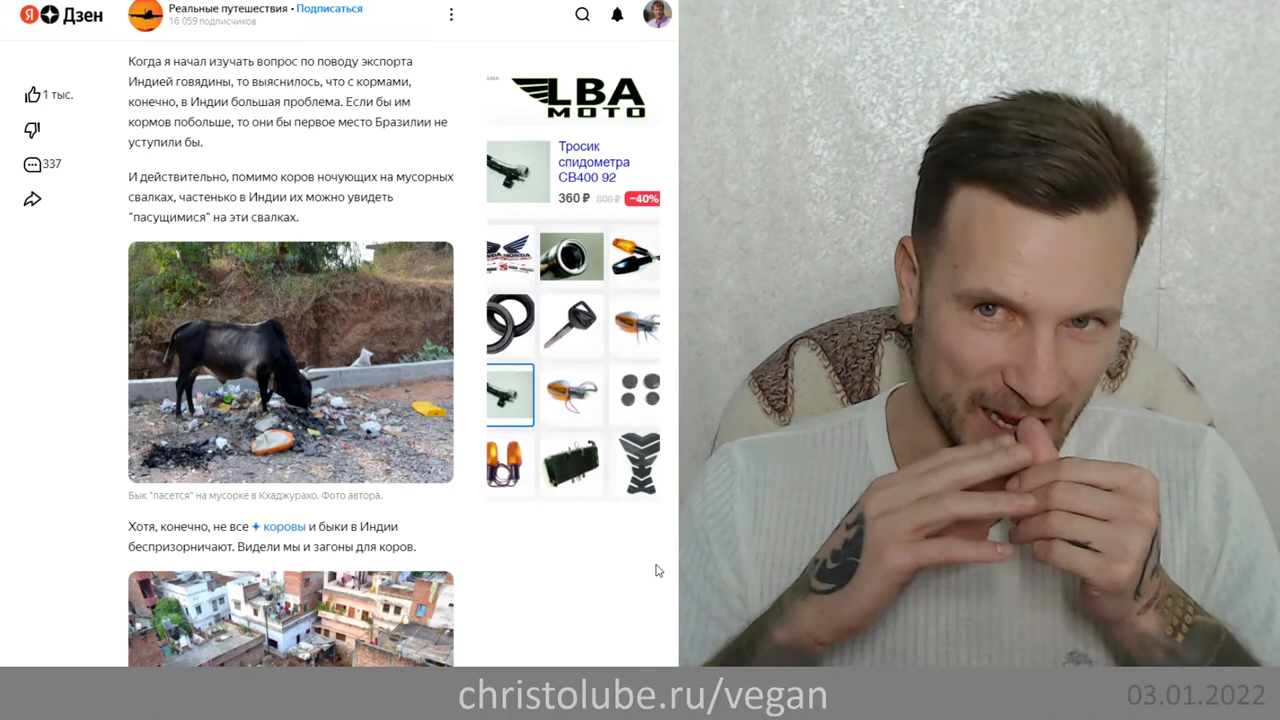 Я Дзен
Реальные путешествия • Подписаться
16 059 подписчиков
1 тыс.
337
Когда я начал изучать вопрос по поводу экспорта
Индией говядины, то выяснилось, что с кормами,
конечно, в Индии большая проблема. Если бы им
кормов побольше, то они бы первое место Бразилии не
уступили бы.
И действительно, помимо коров ночующих на мусорных
свалках, частенько в Индии их можно увидеть
"пасущимися" на эти свалках.
Бык "пасется" на мусорке в Кхаджурахо. Фото автора.
Хотя, конечно, не все коровы и быки в Индии
беспризорничают. Видели мы и загоны для коров.
LBA
MOTO
Тросик
спидометра
CB400 92
360 ₽ 600 ₽ -40%
christolube.ru/vegan
03.01.2022